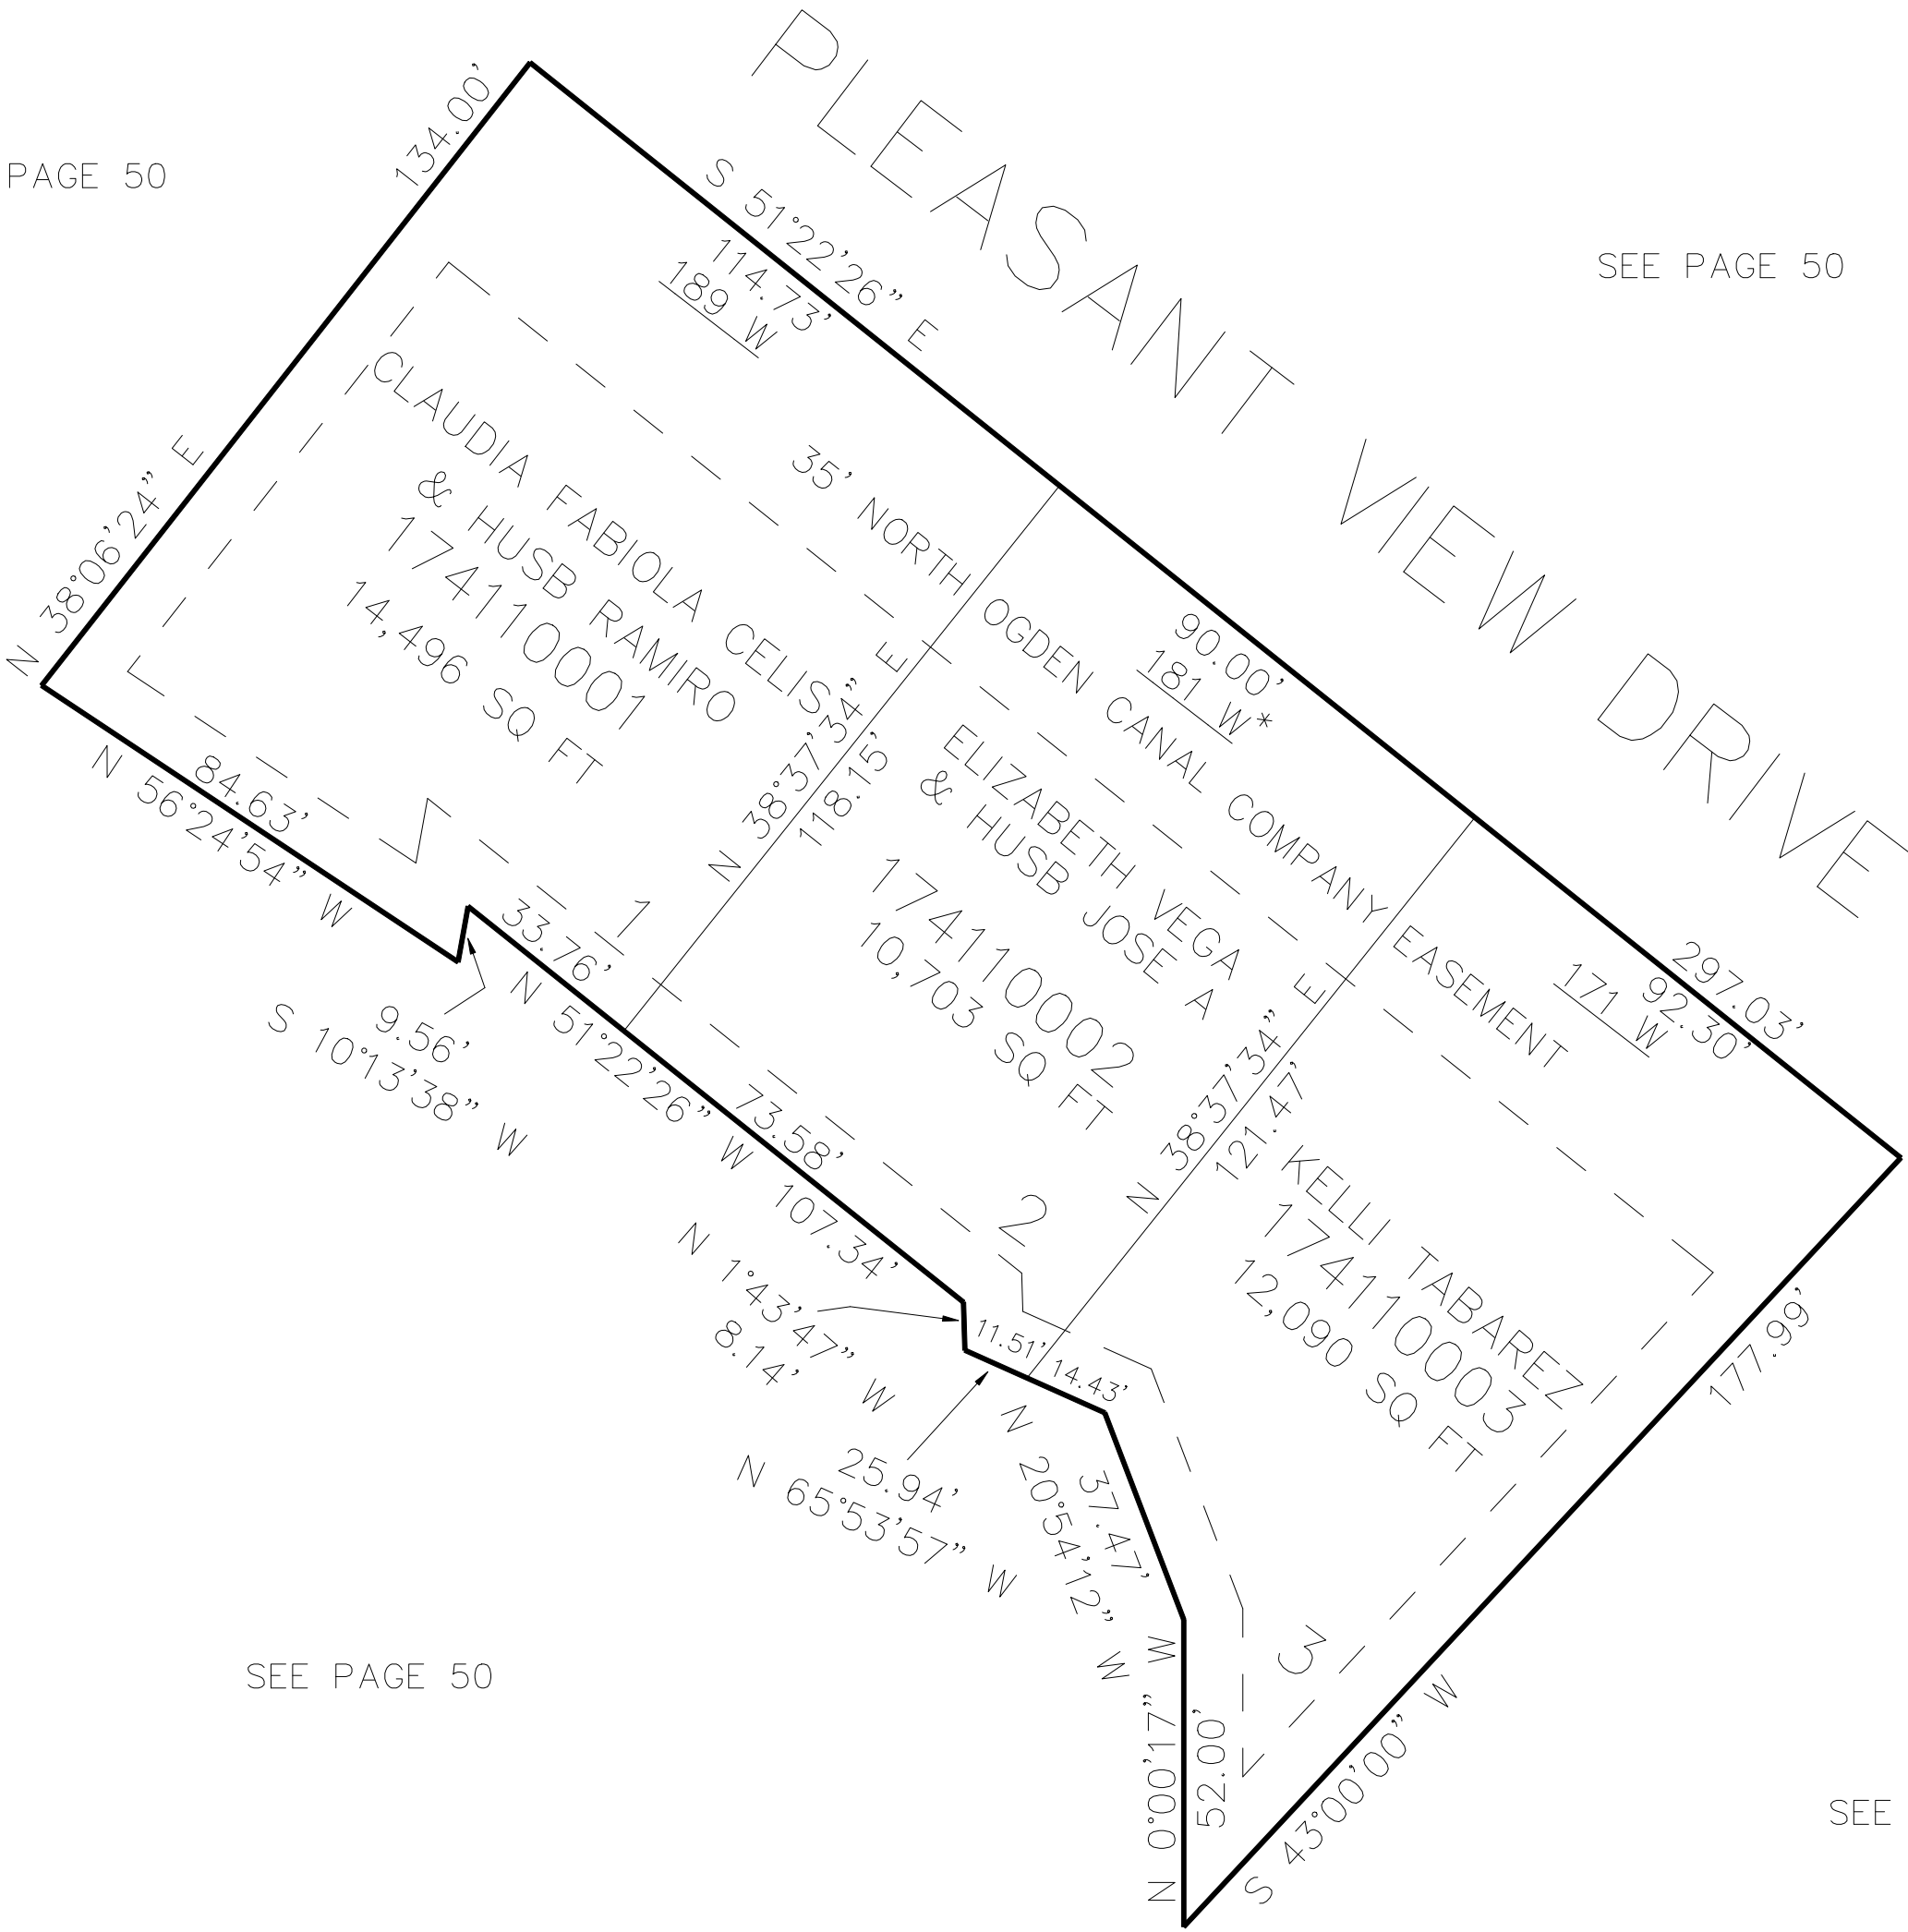 PLEASANT VIEW DRIVE
PAGE 50
SEE PAGE 50
134.00'
N 38°06'24" E
S 51°22'26" E
297.03'
114.73'
189 W
35' NORTH OGDEN CANAL COMPANY EASEMENT
CLAUDIA FABIOLA CELIS
& HUSB RAMIRO
174110001
14,496 SQ FT
1
84.63'
N 56°24'54" W
9.56'
S 10°13'38" W
33.76'
N 51°22'26" W 107.34'
73.58'
N 38°37'34" E
118.15'
90.00'
187 W*
ELIZABETH VEGA
& HUSB JOSE A
174110002
10,703 SQ FT
2
N 1°43'47" W
8.14'
11.51'
14.43'
25.94'
N 65°53'57" W
N 38°37'34" E
121.47'
92.30'
171 W
KELLI TABAREZ
174110003
12,090 SQ FT
3
37.47'
N 20°54'12" W
N 0°00'17" W
52.00'
177.99'
S 43°00'00" W
SEE PAGE 50
SEE